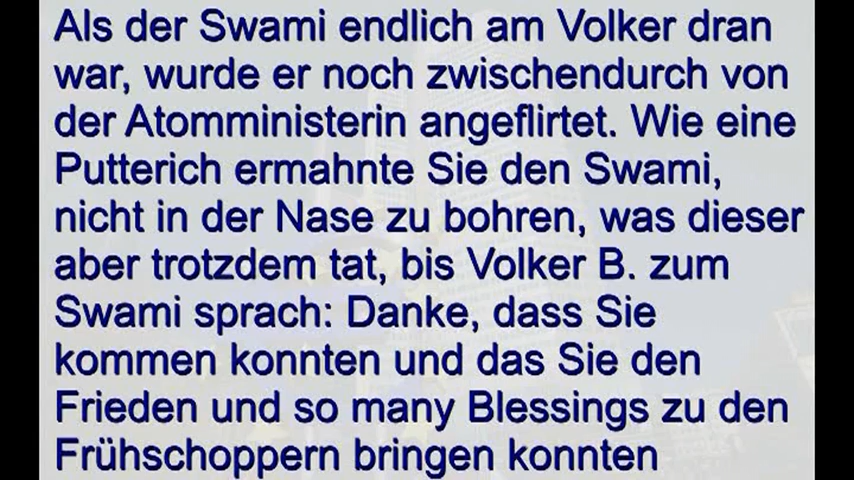 Als der Swami endlich am Volker dran
war, wurde er noch zwischendurch von
der Atomministerin angeflirtet. Wie eine
Putterich ermahnte Sie den Swami,
nicht in der Nase zu bohren, was dieser
aber trotzdem tat, bis Volker B. zum
Swami sprach: Danke, dass Sie
kommen konnten und das Sie den
Frieden und so many Blessings zu den
Frühschoppern bringen konnten